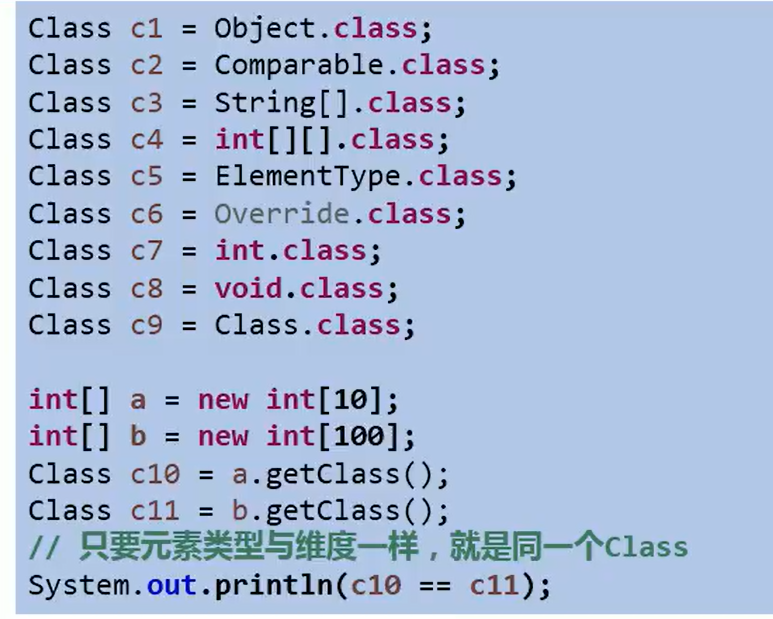 Class c1 = Object.class;
Class c2 = Comparable.class;
Class c3 = String[].class;
Class c4 = int[][].class;
Class c5 = ElementType.class;
Class c6 = Override.class;
Class c7 = int.class;
Class c8 = void.class;
Class c9 = Class.class;
int[] a = new int[10];
int[] b = new int[100];
Class c10 = a.getClass();
Class c11 = b.getClass();
// 只要元素类型与维度一样，就是同一个Class
System.out.println(c10 == c11);